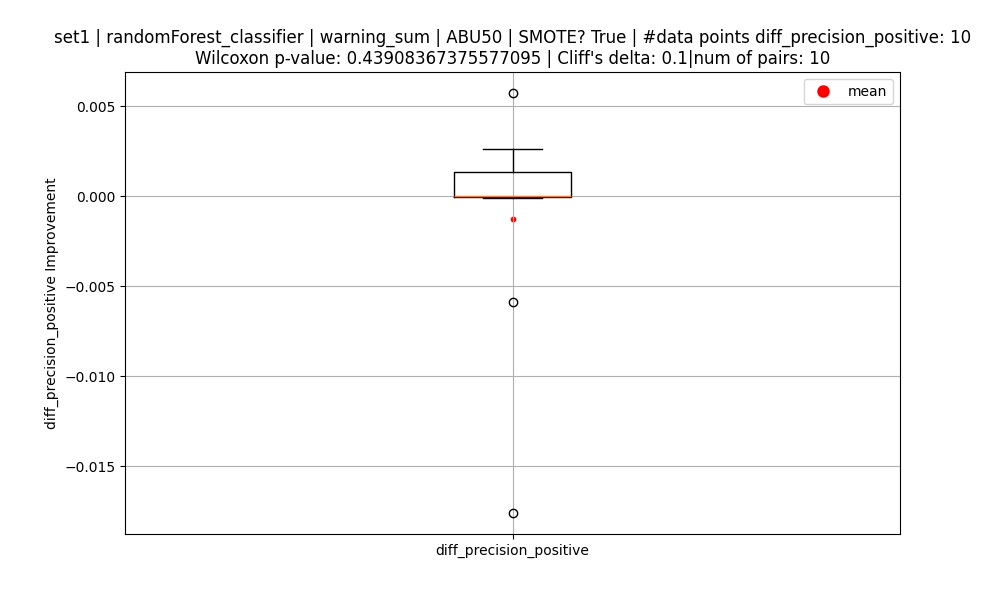 set1 | randomForest_classifier | warning_sum | ABU50 | SMOTE? True | #data points diff_precision_positive: 10
Wilcoxon p-value: 0.43908367375577095 | Cliff's delta: 0.1|num of pairs: 10
mean
0.005
0.000
−0.005
−0.010
−0.015
diff_precision_positive Improvement
diff_precision_positive